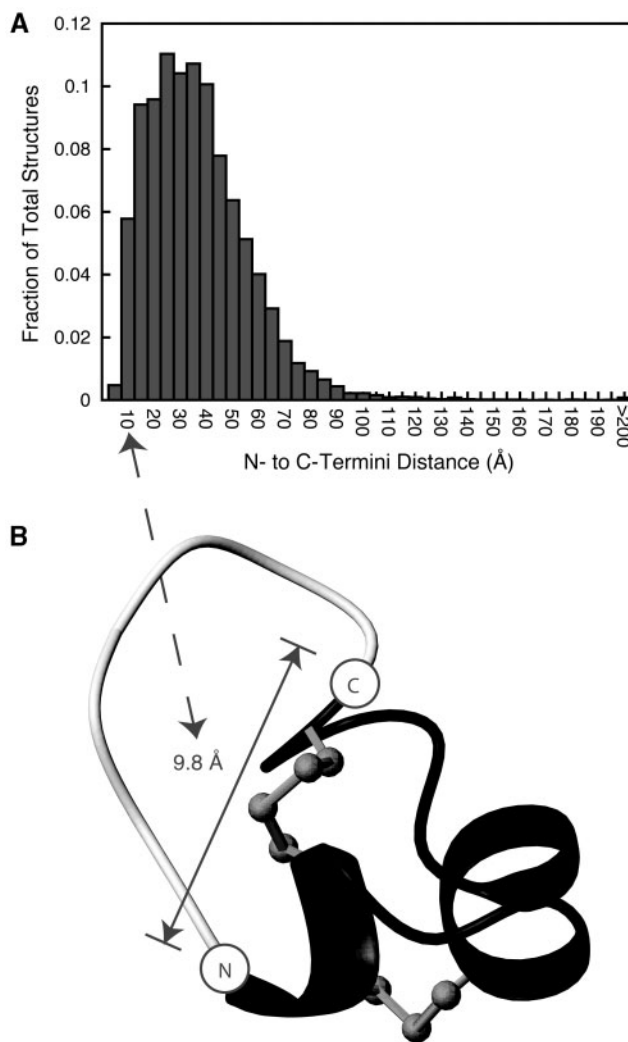 A
0.12
0.1
0.08
0.06
0.04
0.02
0
Fraction of Total Structures
10 20 30 40 50 60 70 80 90 100 110 120 130 140 150 160 170 180 190 >200
N- to C-Termini Distance (Å)
B
C
9.8 Å
N